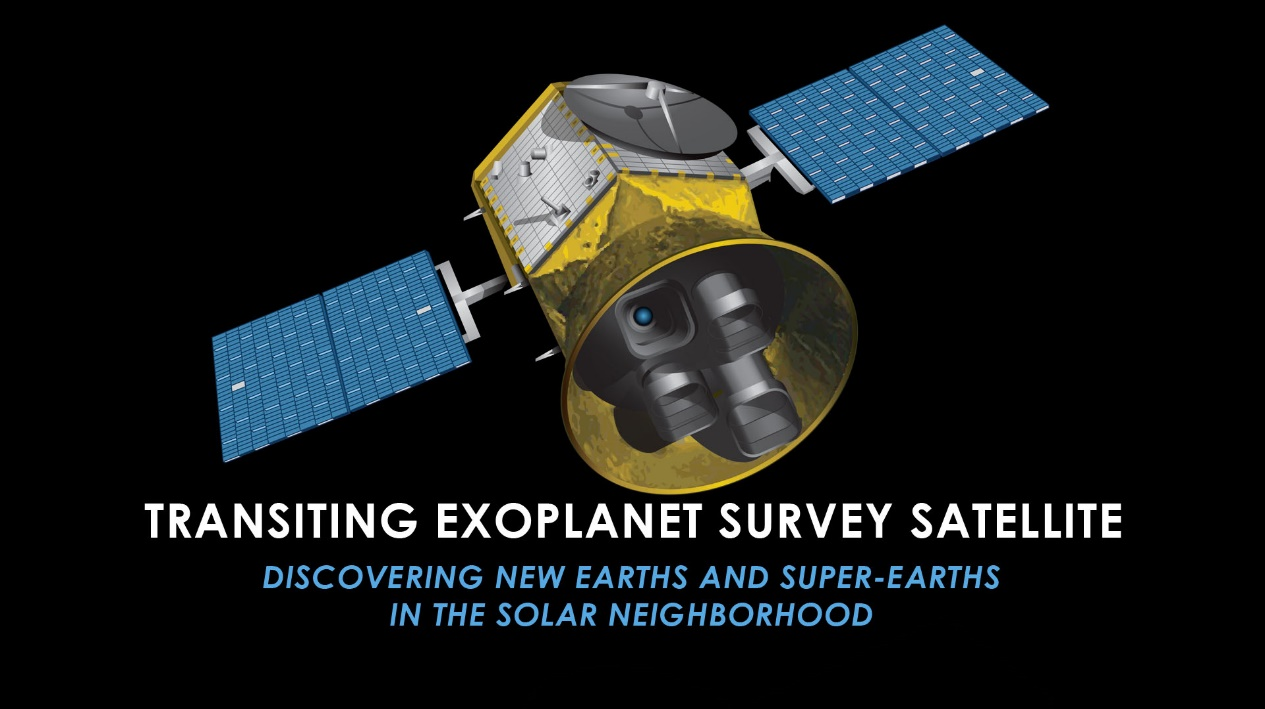 TRANSITING EXOPLANET SURVEY SATELLITE
DISCOVERING NEW EARTHS AND SUPER-EARTHS
IN THE SOLAR NEIGHBORHOOD